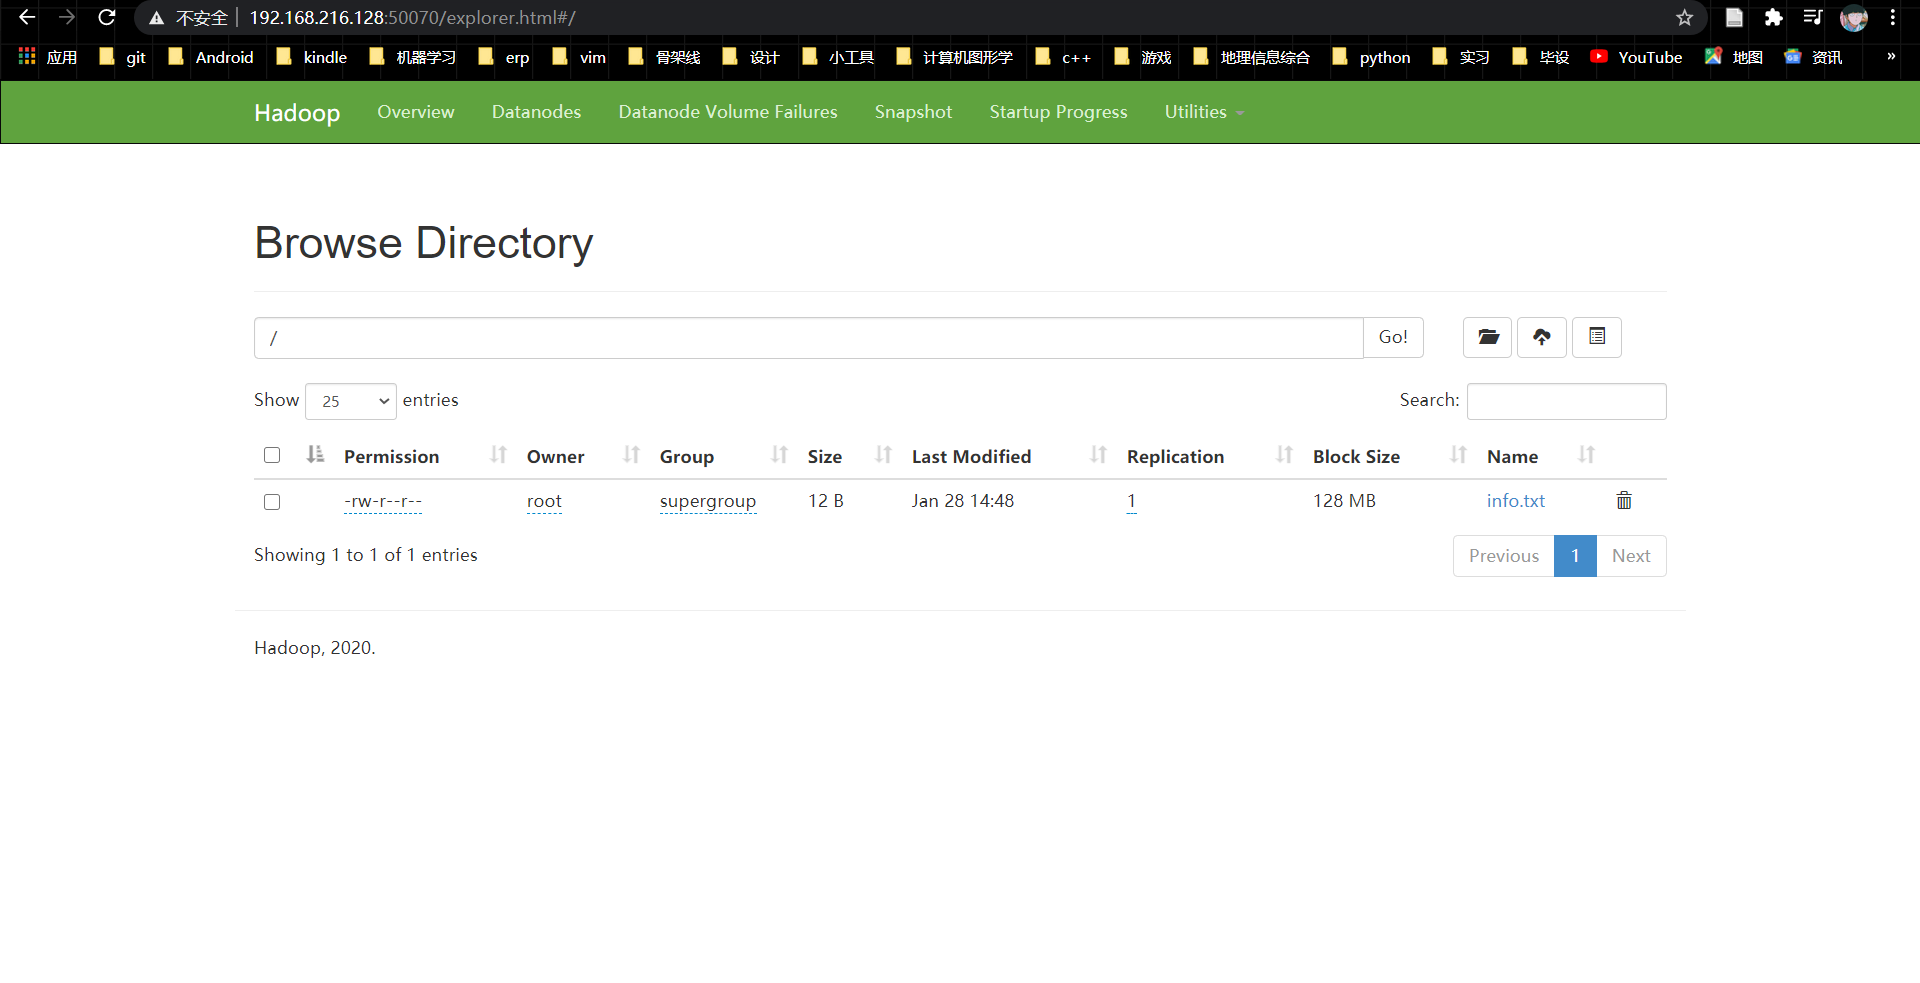 不安全 192.168.216.128:50070/explorer.html#/
应用 git Android kindle 机器学习 erp vim 骨架线 设计 小工具 计算机图形学 c++ 游戏 地理信息综合 python 实习 毕设 YouTube 地图 资讯 »
Hadoop Overview Datanodes Datanode Volume Failures Snapshot Startup Progress Utilities
Browse Directory
/ Go!
Show 25 entries Search:
Permission Owner Group Size Last Modified Replication Block Size Name
-rw-r--r-- root supergroup 12 B Jan 28 14:48 1 128 MB info.txt
Showing 1 to 1 of 1 entries Previous 1 Next
Hadoop, 2020.